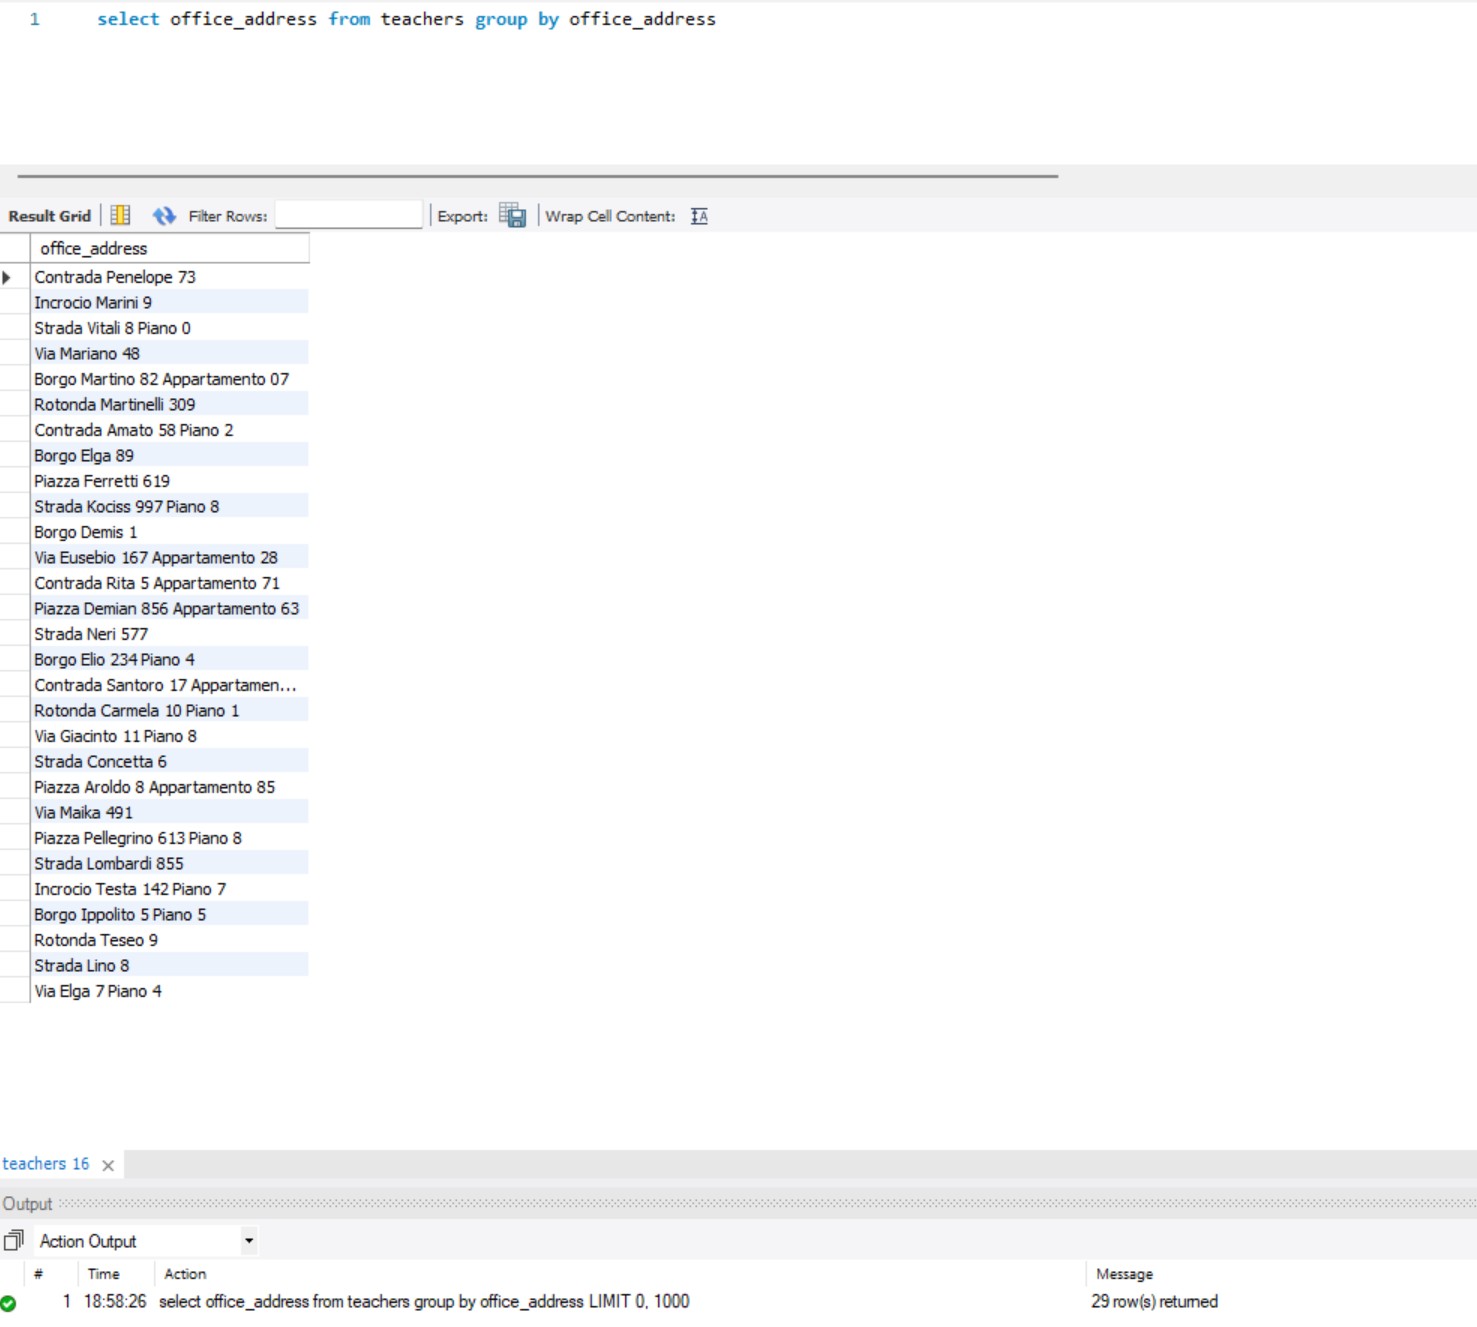 1 select office_address from teachers group by office_address
Result Grid Filter Rows: Export: Wrap Cell Content:
office_address
Contrada Penelope 73
Incrocio Marini 9
Strada Vitali 8 Piano 0
Via Mariano 48
Borgo Martino 82 Appartamento 07
Rotonda Martinelli 309
Contrada Amato 58 Piano 2
Borgo Elga 89
Piazza Ferretti 619
Strada Kociss 997 Piano 8
Borgo Demis 1
Via Eusebio 167 Appartamento 28
Contrada Rita 5 Appartamento 71
Piazza Demian 856 Appartamento 63
Strada Neri 577
Borgo Elio 234 Piano 4
Contrada Santoro 17 Appartamen...
Rotonda Carmela 10 Piano 1
Via Giacinto 11 Piano 8
Strada Concetta 6
Piazza Aroldo 8 Appartamento 85
Via Maika 491
Piazza Pellegrino 613 Piano 8
Strada Lombardi 855
Incrocio Testa 142 Piano 7
Borgo Ippolito 5 Piano 5
Rotonda Teseo 9
Strada Lino 8
Via Elga 7 Piano 4
teachers 16
Output
Action Output
# Time Action Message
1 18:58:26 select office_address from teachers group by office_address LIMIT 0, 1000 29 row(s) returned